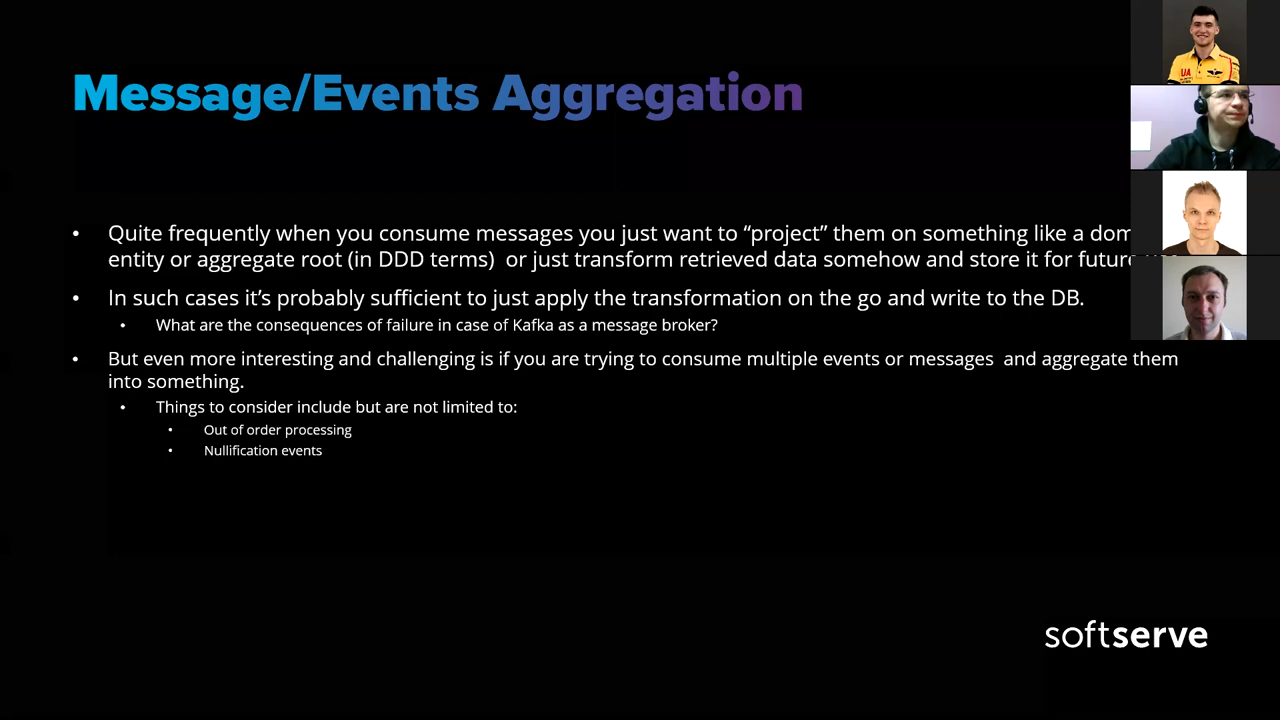 Message/Events Aggregation
• Quite frequently when you consume messages you just want to “project” them on something like a dom
entity or aggregate root (in DDD terms)  or just transform retrieved data somehow and store it for future
• In such cases it’s probably sufficient to just apply the transformation on the go and write to the DB.
• What are the consequences of failure in case of Kafka as a message broker?
• But even more interesting and challenging is if you are trying to consume multiple events or messages  and aggregate them
into something.
• Things to consider include but are not limited to:
• Out of order processing
• Nullification events
softserve
UA